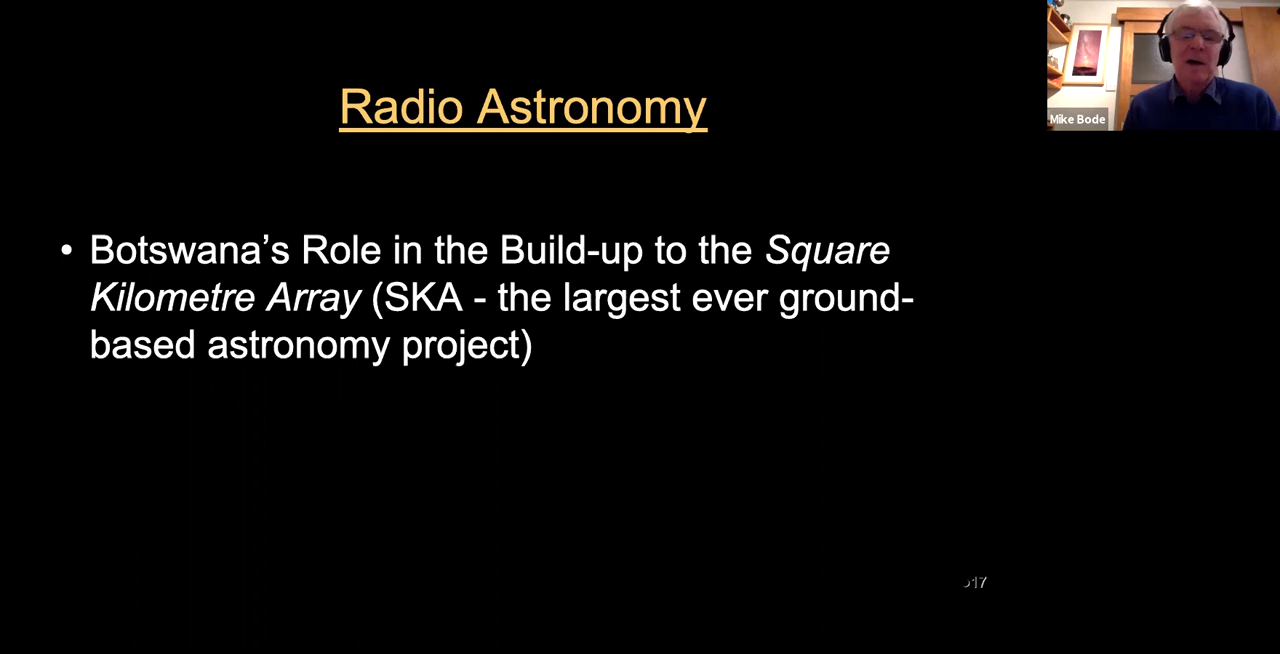 Radio Astronomy
• Botswana’s Role in the Build-up to the Square
Kilometre Array (SKA - the largest ever ground-
based astronomy project)
Mike Bode